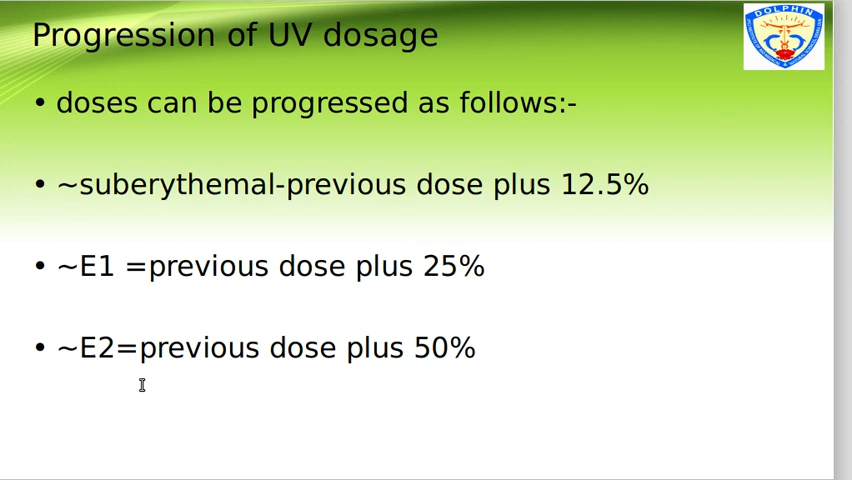 Progression of UV dosage
DOLPHIN
• doses can be progressed as follows:-
• ~suberythemal-previous dose plus 12.5%
• ~E1 =previous dose plus 25%
• ~E2=previous dose plus 50%